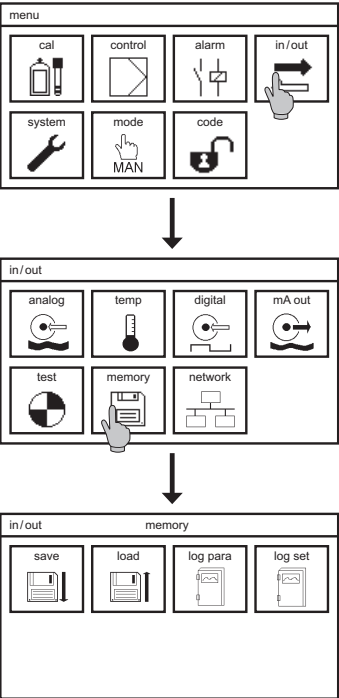 menu
cal control alarm in/out
system mode code
MAN
in/out
analog temp digital mA out
test memory network
in/out memory
save load log para log set